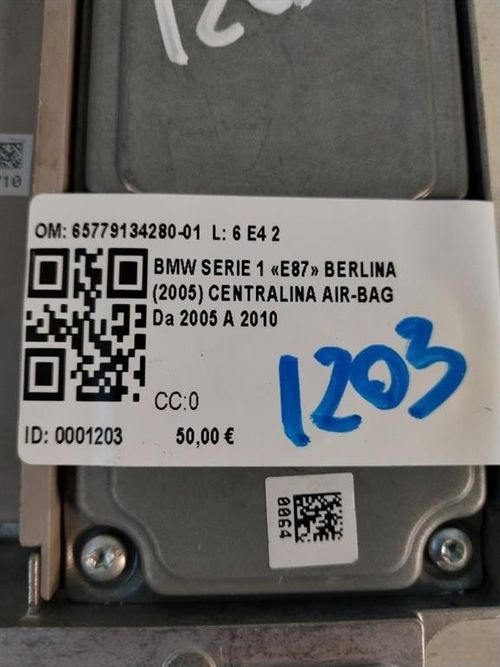 120
OM: 65779134280-01 L: 6 E4 2
BMW SERIE 1 «E87» BERLINA
(2005) CENTRALINA AIR-BAG
Da 2005 A 2010
1203
CC:0
ID: 0001203 50,00 €
0064